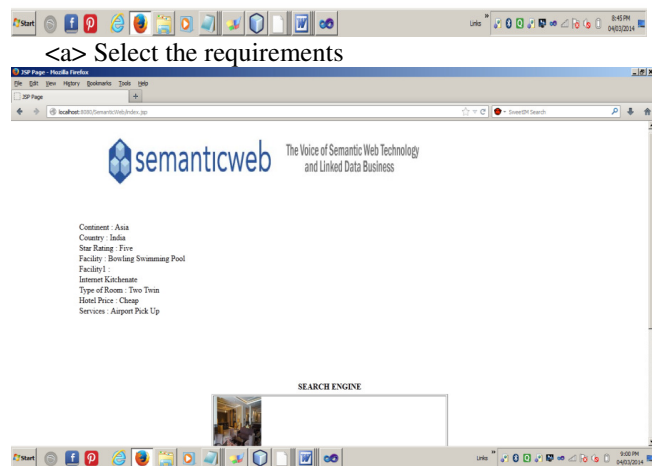 Start
Links
8:45 PM
04/03/2014
<a> Select the requirements
JSP Page - Mozilla Firefox
File Edit View History Bookmarks Tools Help
JSP Page
localhost:8080/SemanticWeb/index.jsp
SweetIM Search
semanticweb
The Voice of Semantic Web Technology
and Linked Data Business
Continent : Asia
Country : India
Star Rating : Five
Facility : Bowling Swimming Pool
Facility1 :
Internet Kitchenate
Type of Room : Two Twin
Hotel Price : Cheap
Services : Airport Pick Up
SEARCH ENGINE
Start
Links
9:00 PM
04/03/2014